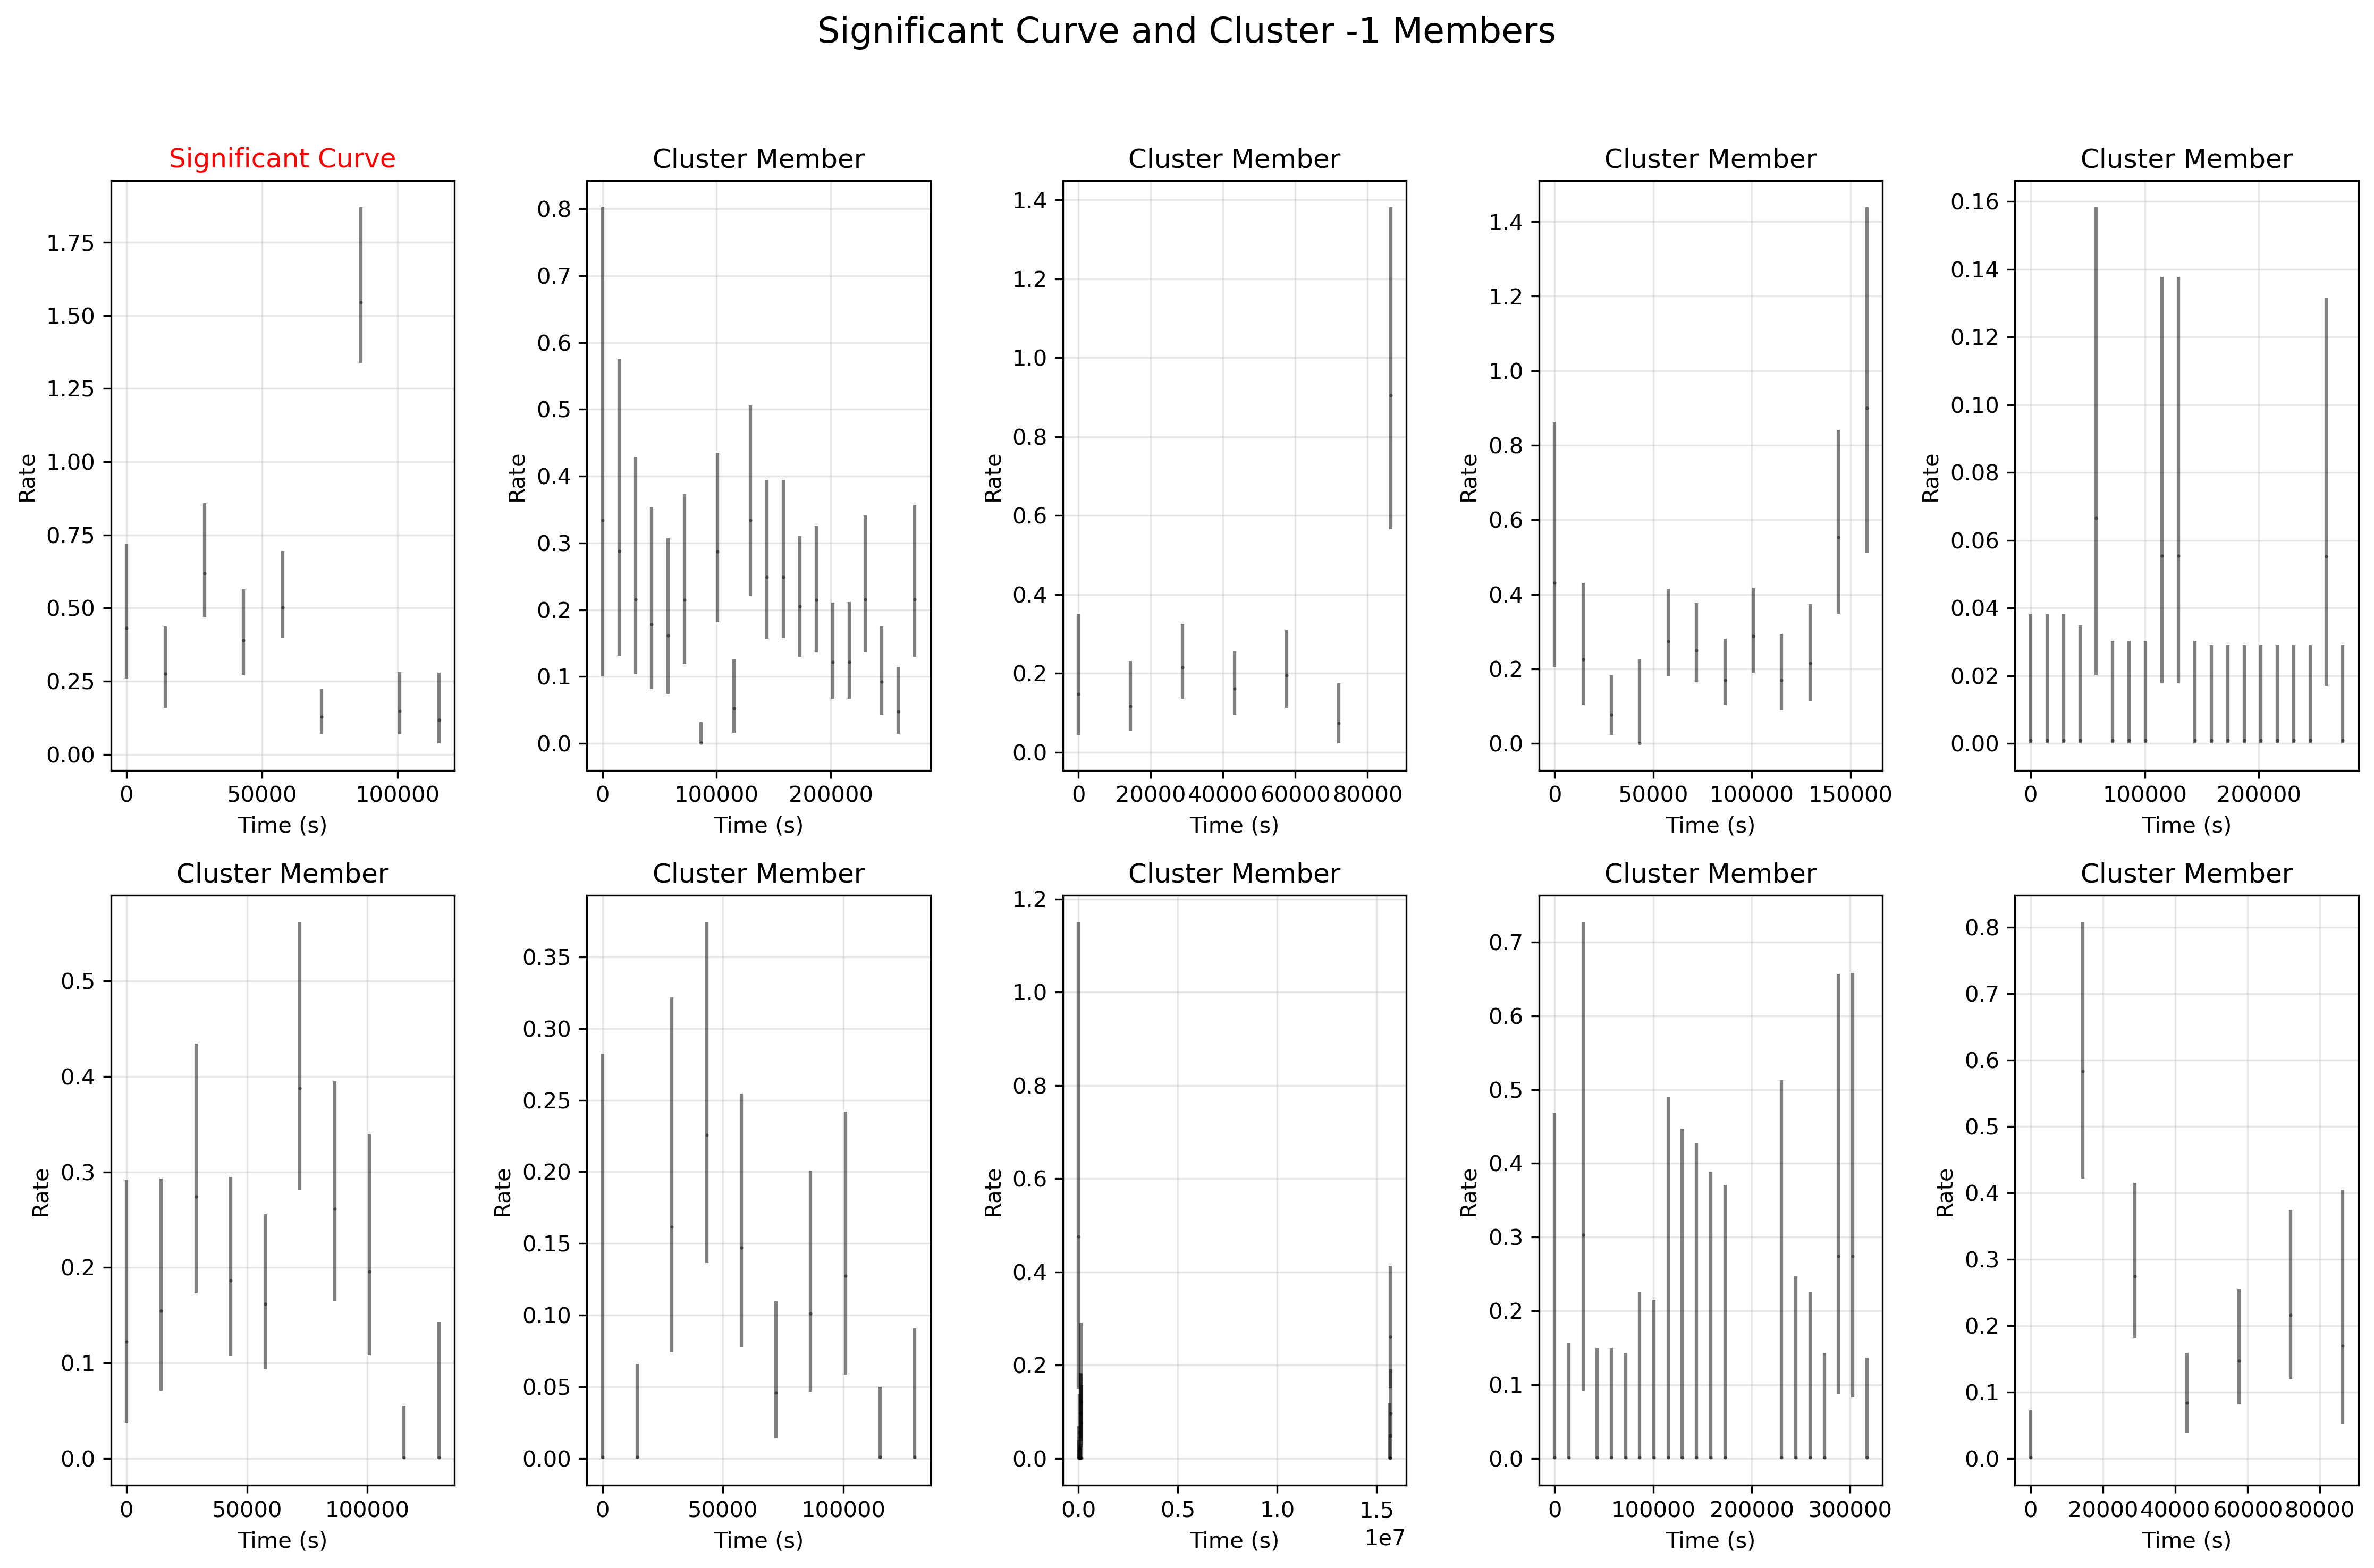 Significant Curve and Cluster -1 Members
Significant Curve
Rate
1.75
1.50
1.25
1.00
0.75
0.50
0.25
0.00
0 50000 100000
Time (s)
Cluster Member
Rate
0.8
0.7
0.6
0.5
0.4
0.3
0.2
0.1
0.0
0 100000 200000
Time (s)
Cluster Member
Rate
1.4
1.2
1.0
0.8
0.6
0.4
0.2
0.0
0 20000 40000 60000 80000
Time (s)
Cluster Member
Rate
1.4
1.2
1.0
0.8
0.6
0.4
0.2
0.0
0 50000 100000 150000
Time (s)
Cluster Member
Rate
0.16
0.14
0.12
0.10
0.08
0.06
0.04
0.02
0.00
0 100000 200000
Time (s)
Cluster Member
Rate
0.5
0.4
0.3
0.2
0.1
0.0
0 50000 100000
Time (s)
Cluster Member
Rate
0.35
0.30
0.25
0.20
0.15
0.10
0.05
0.00
0 50000 100000
Time (s)
Cluster Member
Rate
1.2
1.0
0.8
0.6
0.4
0.2
0.0
0.0 0.5 1.0 1.5
1e7
Time (s)
Cluster Member
Rate
0.7
0.6
0.5
0.4
0.3
0.2
0.1
0.0
0 100000 200000 300000
Time (s)
Cluster Member
Rate
0.8
0.7
0.6
0.5
0.4
0.3
0.2
0.1
0.0
0 20000 40000 60000 80000
Time (s)